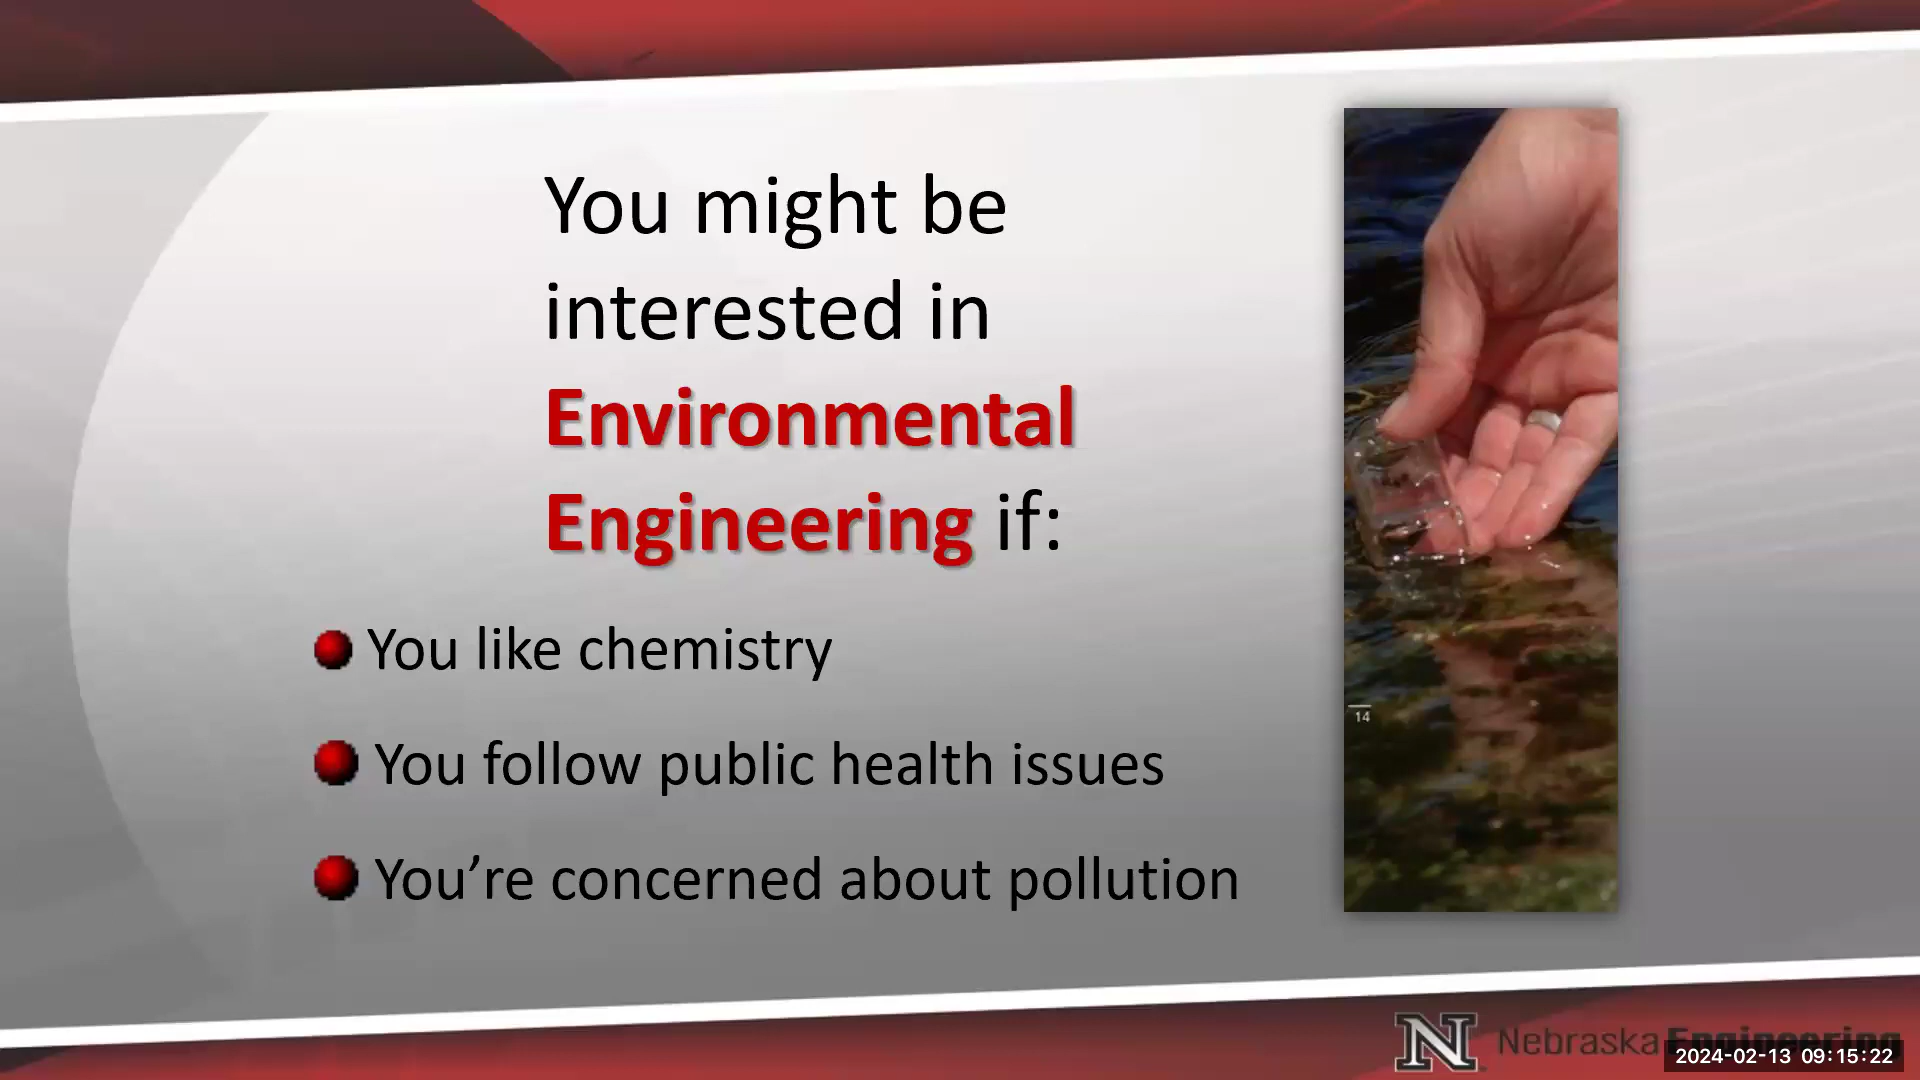 You might be
interested in
Environmental
Engineering if:
You like chemistry
You follow public health issues
You’re concerned about pollution
14
N Nebraska Engineering
2024-02-13 09:15:22